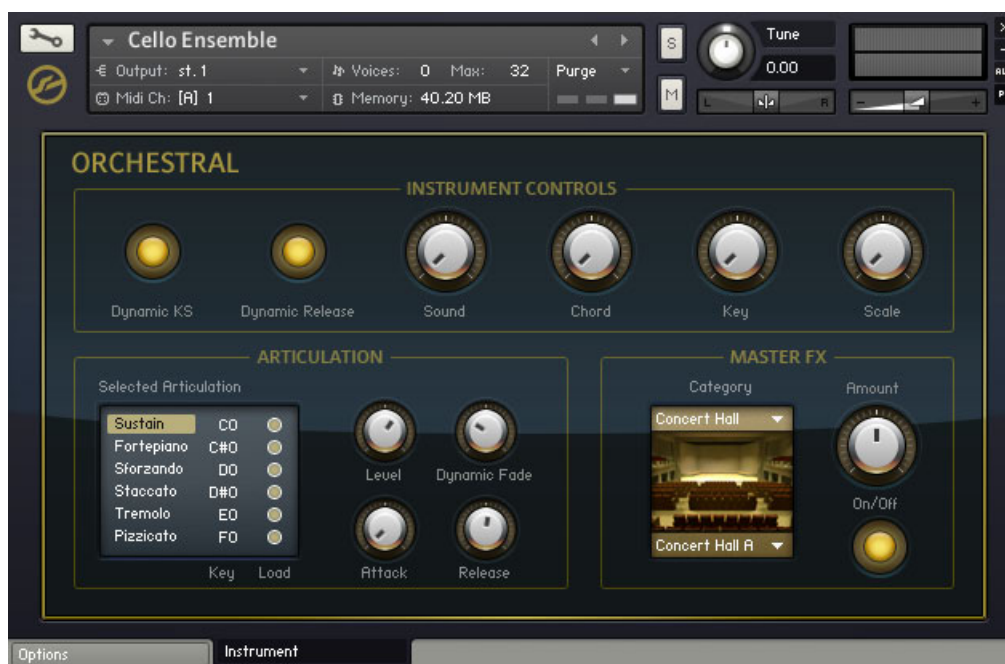 Cello Ensemble
Output: st.1
Voices: 0 Max: 32
Purge
Midi Ch: [A] 1
Memory: 40.20 MB
S
M
Tune
0.00
L
R
-
+
ORCHESTRAL
INSTRUMENT CONTROLS
Dynamic KS
Dynamic Release
Sound
Chord
Key
Scale
ARTICULATION
Selected Articulation
Sustain C0
Fortepiano C#0
Sforzando D0
Staccato D#0
Tremolo E0
Pizzicato F0
Key Load
Level
Dynamic Fade
Attack
Release
MASTER FX
Category
Concert Hall
Concert Hall A
Amount
On/Off
Options
Instrument